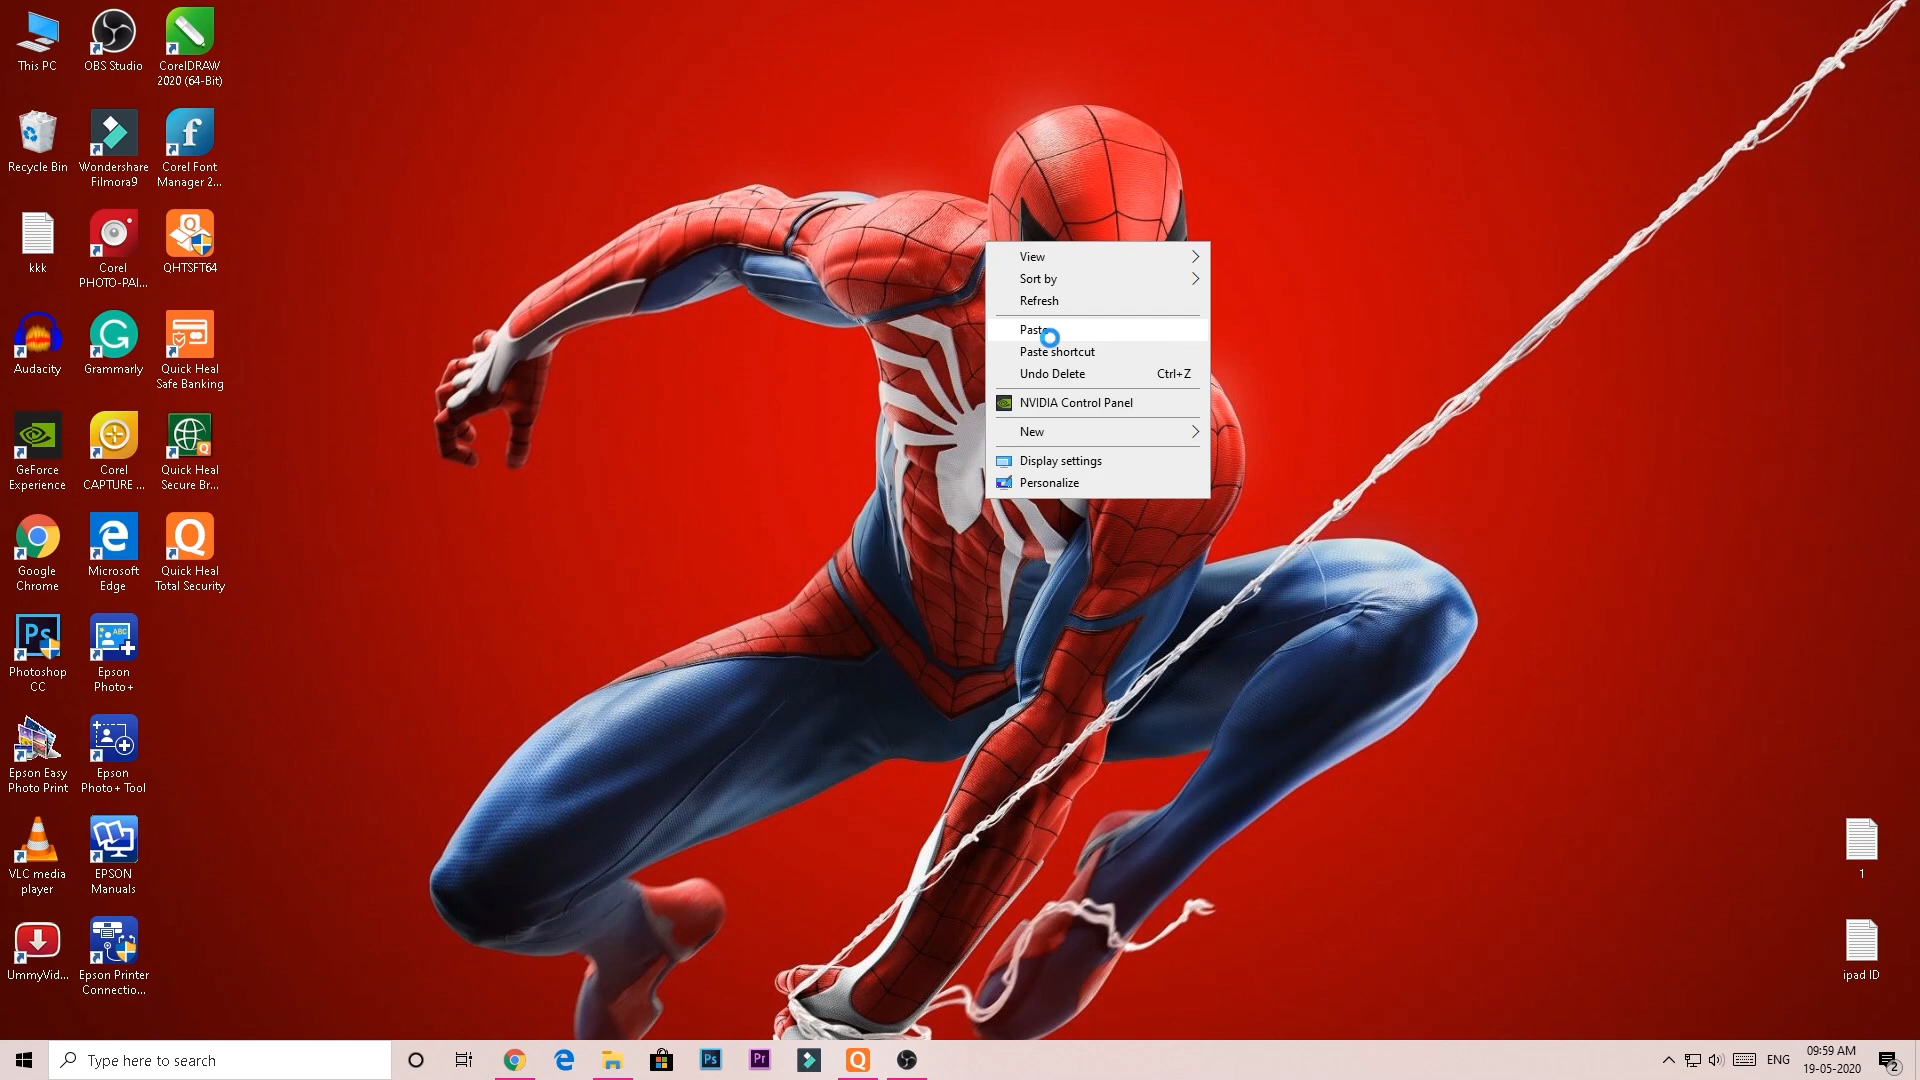 This PC
OBS Studio
CorelDRAW
2020 (64-Bit)
Recycle Bin
Wondershare
Filmora9
Corel Font
Manager 2...
kkk
Corel
PHOTO-PAI...
QHTSFT64
Audacity
Grammarly
Quick Heal
Safe Banking
GeForce
Experience
Corel
CAPTURE ...
Quick Heal
Secure Br...
Google
Chrome
Microsoft
Edge
Quick Heal
Total Security
Photoshop
CC
Epson
Photo+
Epson Easy
Photo Print
Epson
Photo+ Tool
VLC media
player
EPSON
Manuals
UmmyVid...
Epson Printer
Connectio...
View
Sort by
Refresh
Paste
Paste shortcut
Undo Delete Ctrl+Z
NVIDIA Control Panel
New
Display settings
Personalize
1
ipad ID
Type here to search
Ps
Pr
ENG
09:59 AM
19-05-2020
2